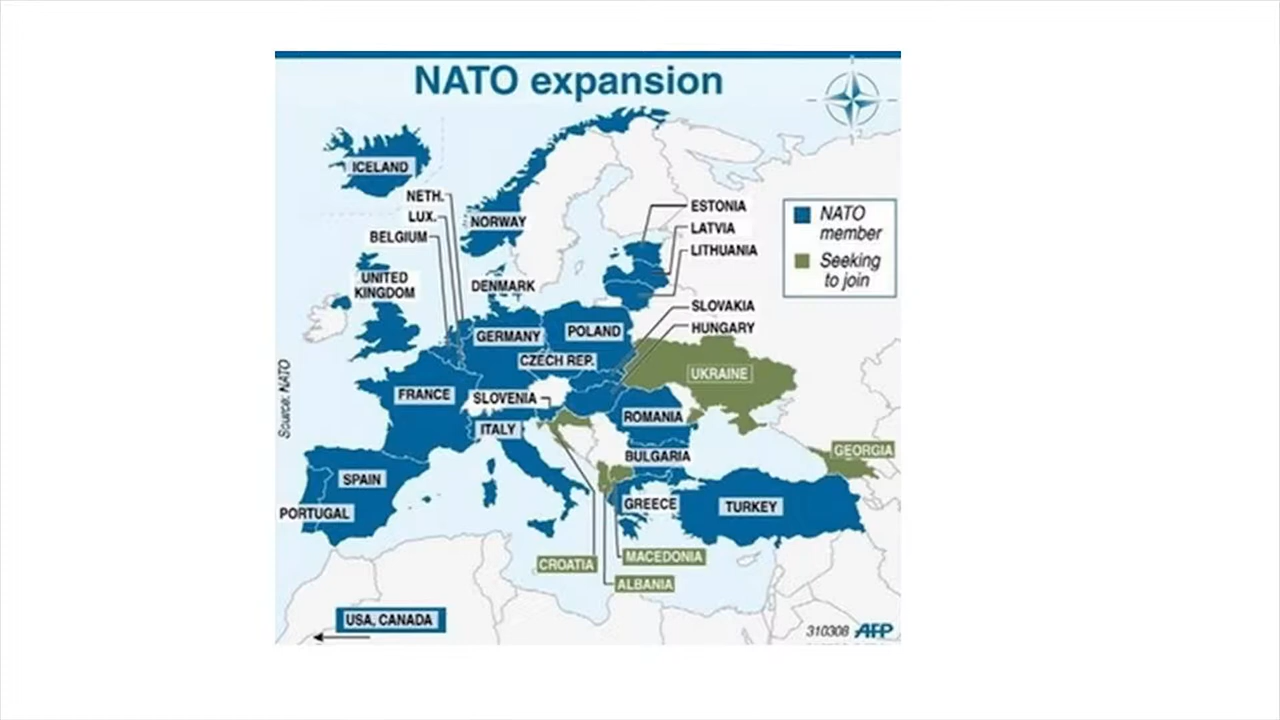 NATO expansion
ICELAND
NETH.
LUX.
BELGIUM
NORWAY
ESTONIA
LATVIA
LITHUANIA
NATO
member
Seeking
to join
UNITED
KINGDOM
DENMARK
SLOVAKIA
HUNGARY
GERMANY
POLAND
CZECH REP.
UKRAINE
FRANCE
SLOVENIA
ROMANIA
ITALY
BULGARIA
GEORGIA
Source: NATO
SPAIN
PORTUGAL
GREECE
TURKEY
CROATIA
MACEDONIA
ALBANIA
USA, CANADA
310308 AFP